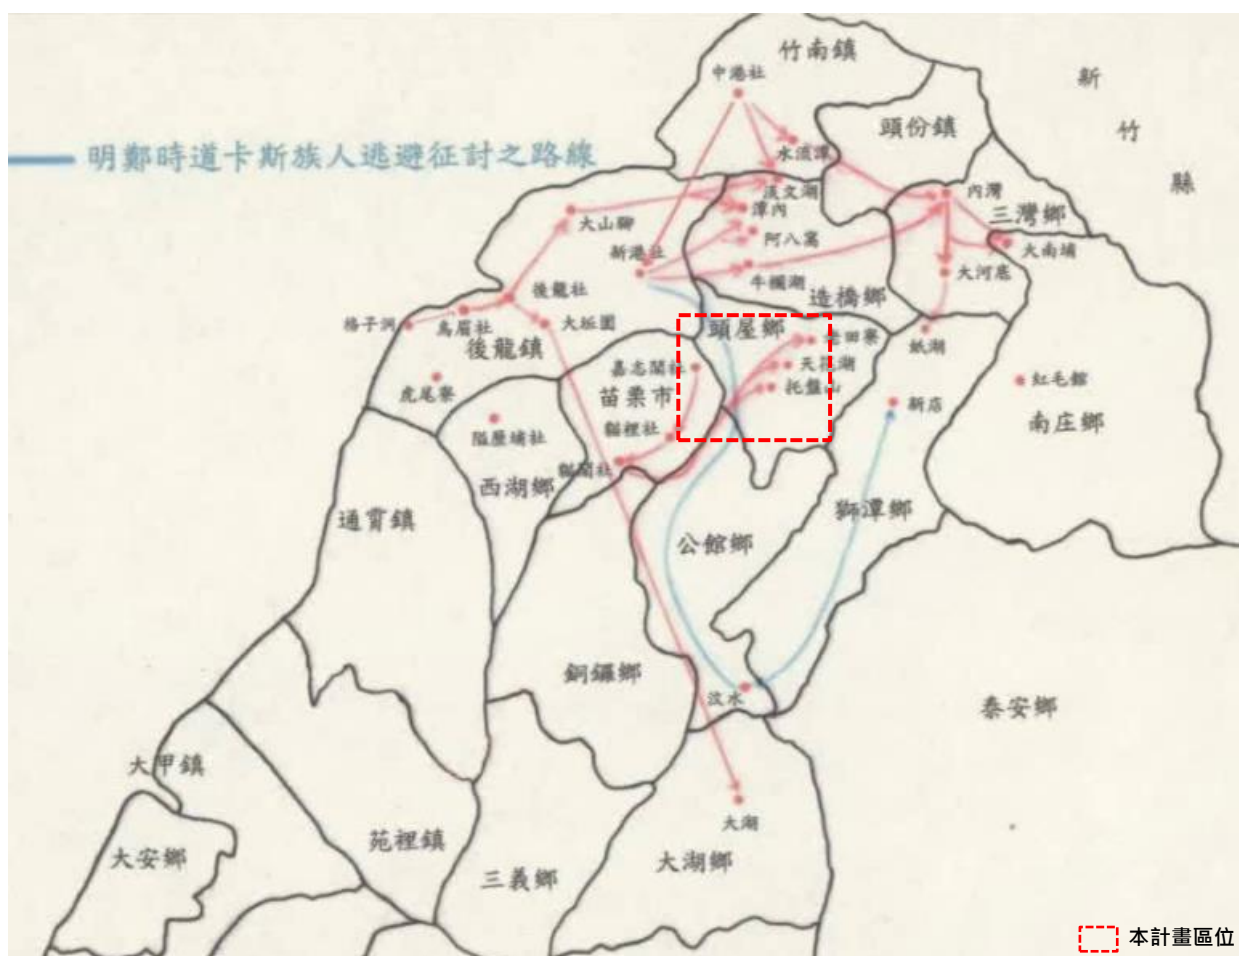 竹南鎮
中港社
新
竹
縣
頭份鎮
水流潭
明鄭時道卡斯族人逃避征討之路線
淡文湖
內灣
潭內
三灣鄉
大山腳
阿八窩
大南埔
新港社
牛欄湖
大河底
後龍社
造橋鄉
格子洞
烏眉社
大坵園
頭屋鄉
老田寮
紙湖
後龍鎮
嘉志閣社
天花湖
虎尾寮
苗栗市
托盤山
新店
紅毛館
南庄鄉
貓裡社
西湖鄉
貓閣社
通霄鎮
公館鄉
獅潭鄉
銅鑼鄉
汶水
泰安鄉
大甲鎮
大湖
大安鄉
苑裡鎮
三義鄉
大湖鄉
本計畫區位